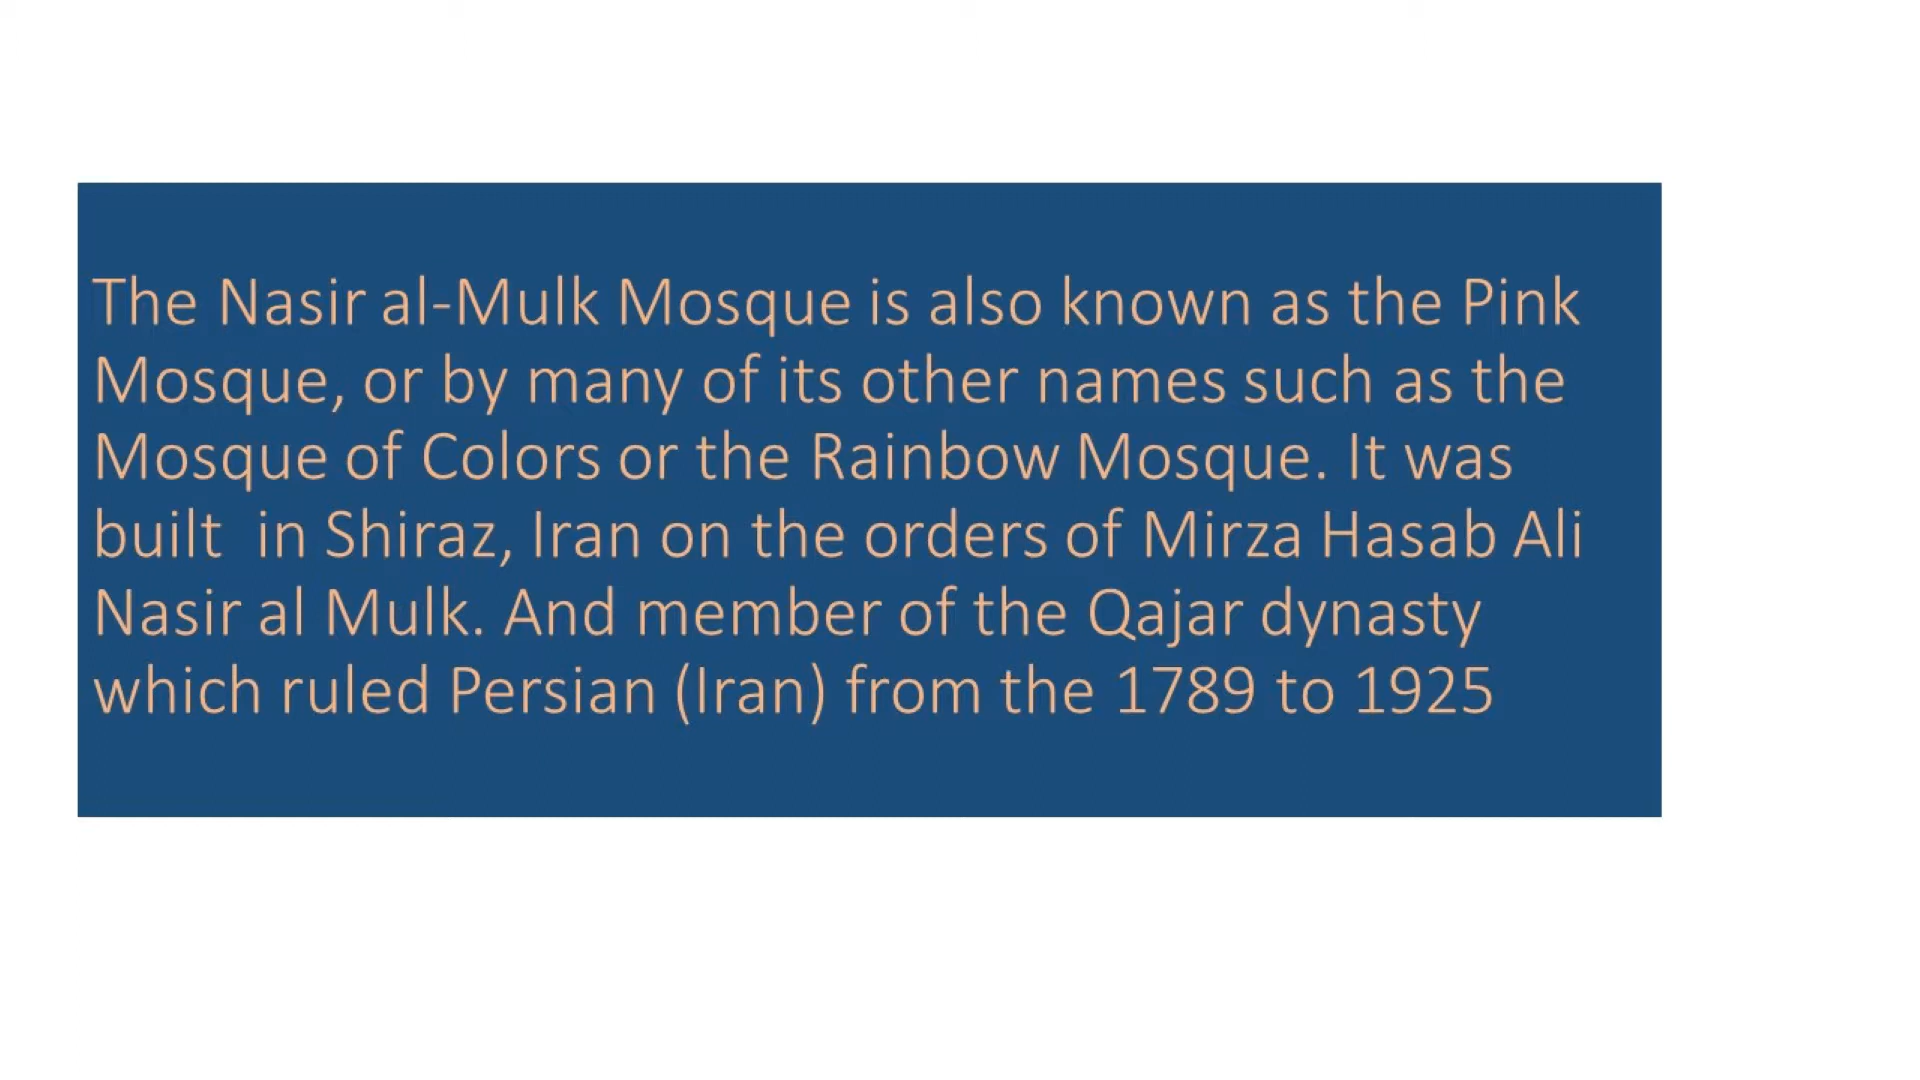 The Nasir al-Mulk Mosque is also known as the Pink
Mosque, or by many of its other names such as the
Mosque of Colors or the Rainbow Mosque. It was
built  in Shiraz, Iran on the orders of Mirza Hasab Ali
Nasir al Mulk. And member of the Qajar dynasty
which ruled Persian (Iran) from the 1789 to 1925